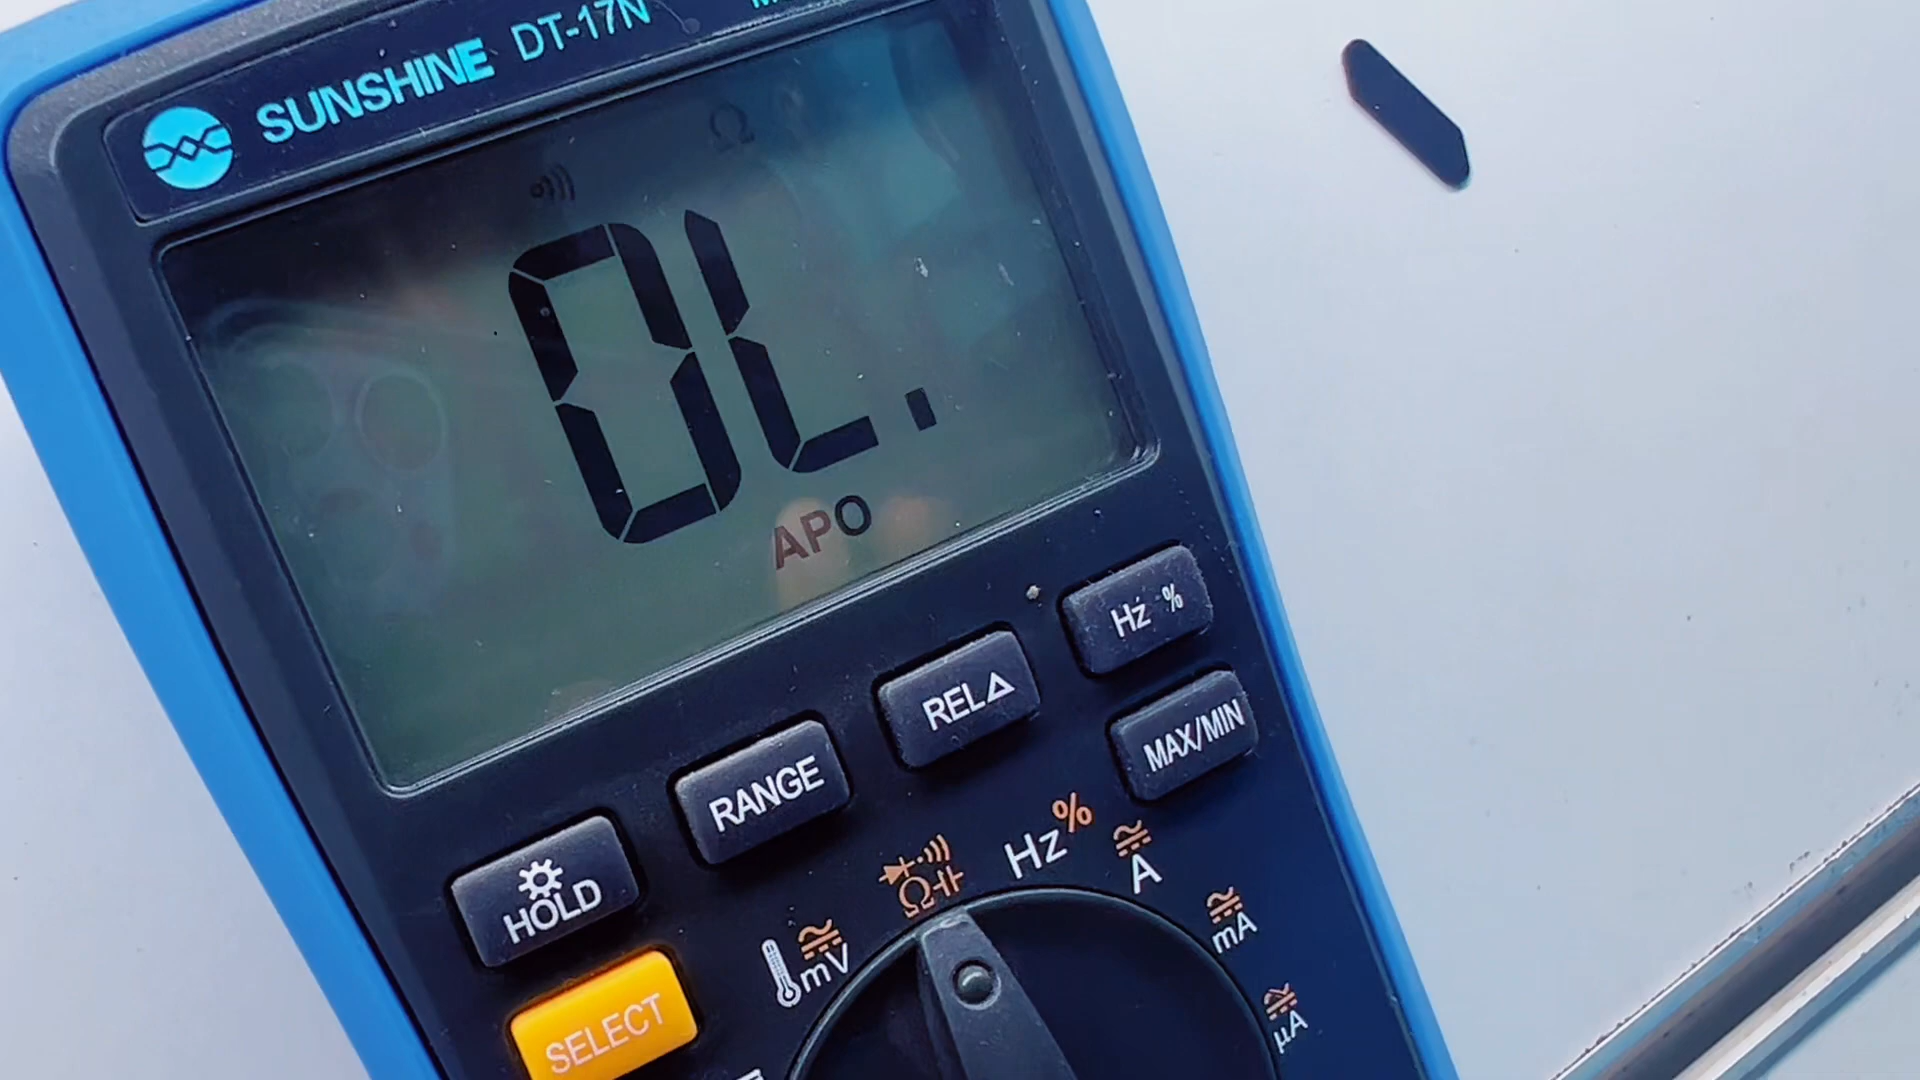 SUNSHINE DT-17N
Ω
OL.
APO
Hz %
REL△
MAX/MIN
RANGE
HOLD
Hz%
A
Ω
mA
mV
SELECT
μA